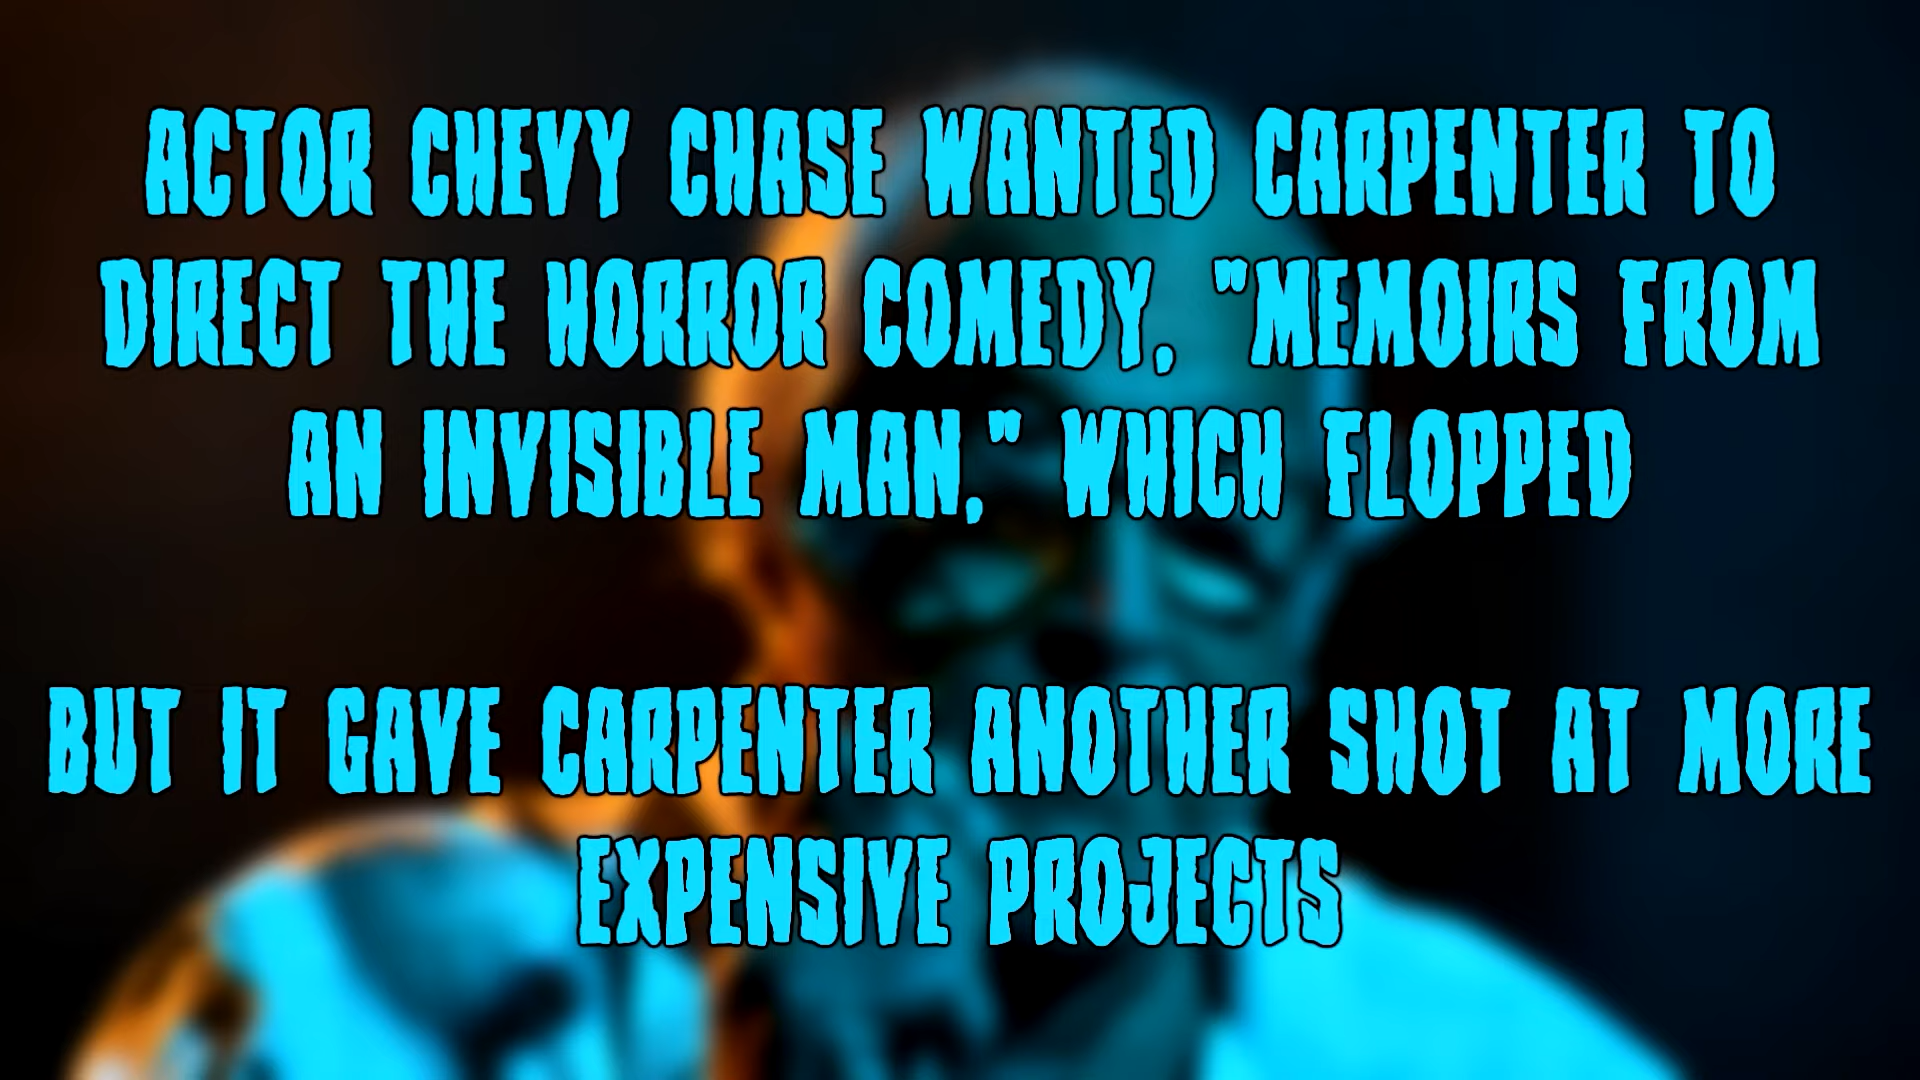 ACTOR CHEVY CHASE WANTED CARPENTER TO
DIRECT THE HORROR COMEDY, "MEMOIRS FROM
AN INVISIBLE MAN," WHICH FLOPPED
BUT IT GAVE CARPENTER ANOTHER SHOT AT MORE
EXPENSIVE PROJECTS